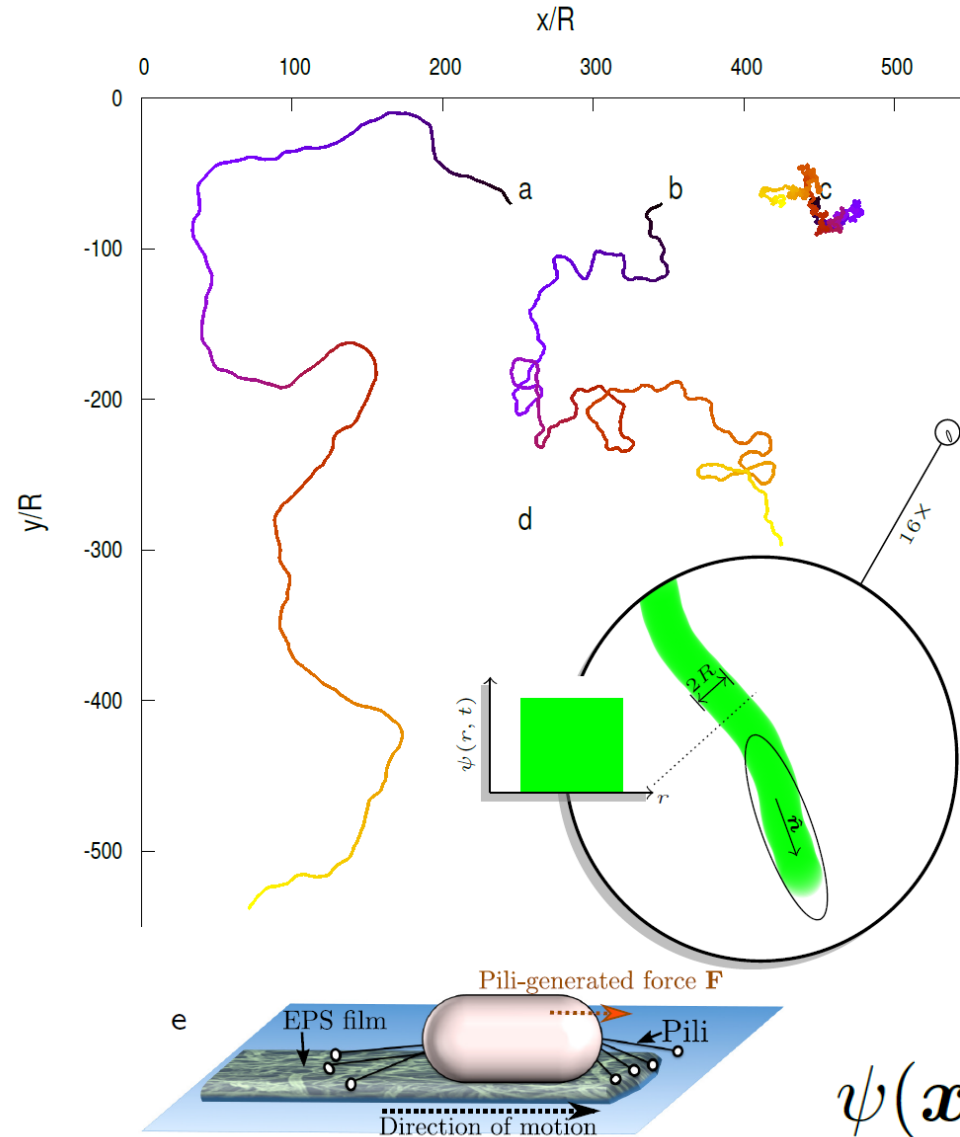 x/R
0 100 200 300 400 500
0
-100
-200
-300
-400
-500
y/R
a
b
c
d
16×
2R
ψ(r, t)
r
n̂
Pili-generated force F
e
EPS film
Pili
Direction of motion
ψ(x